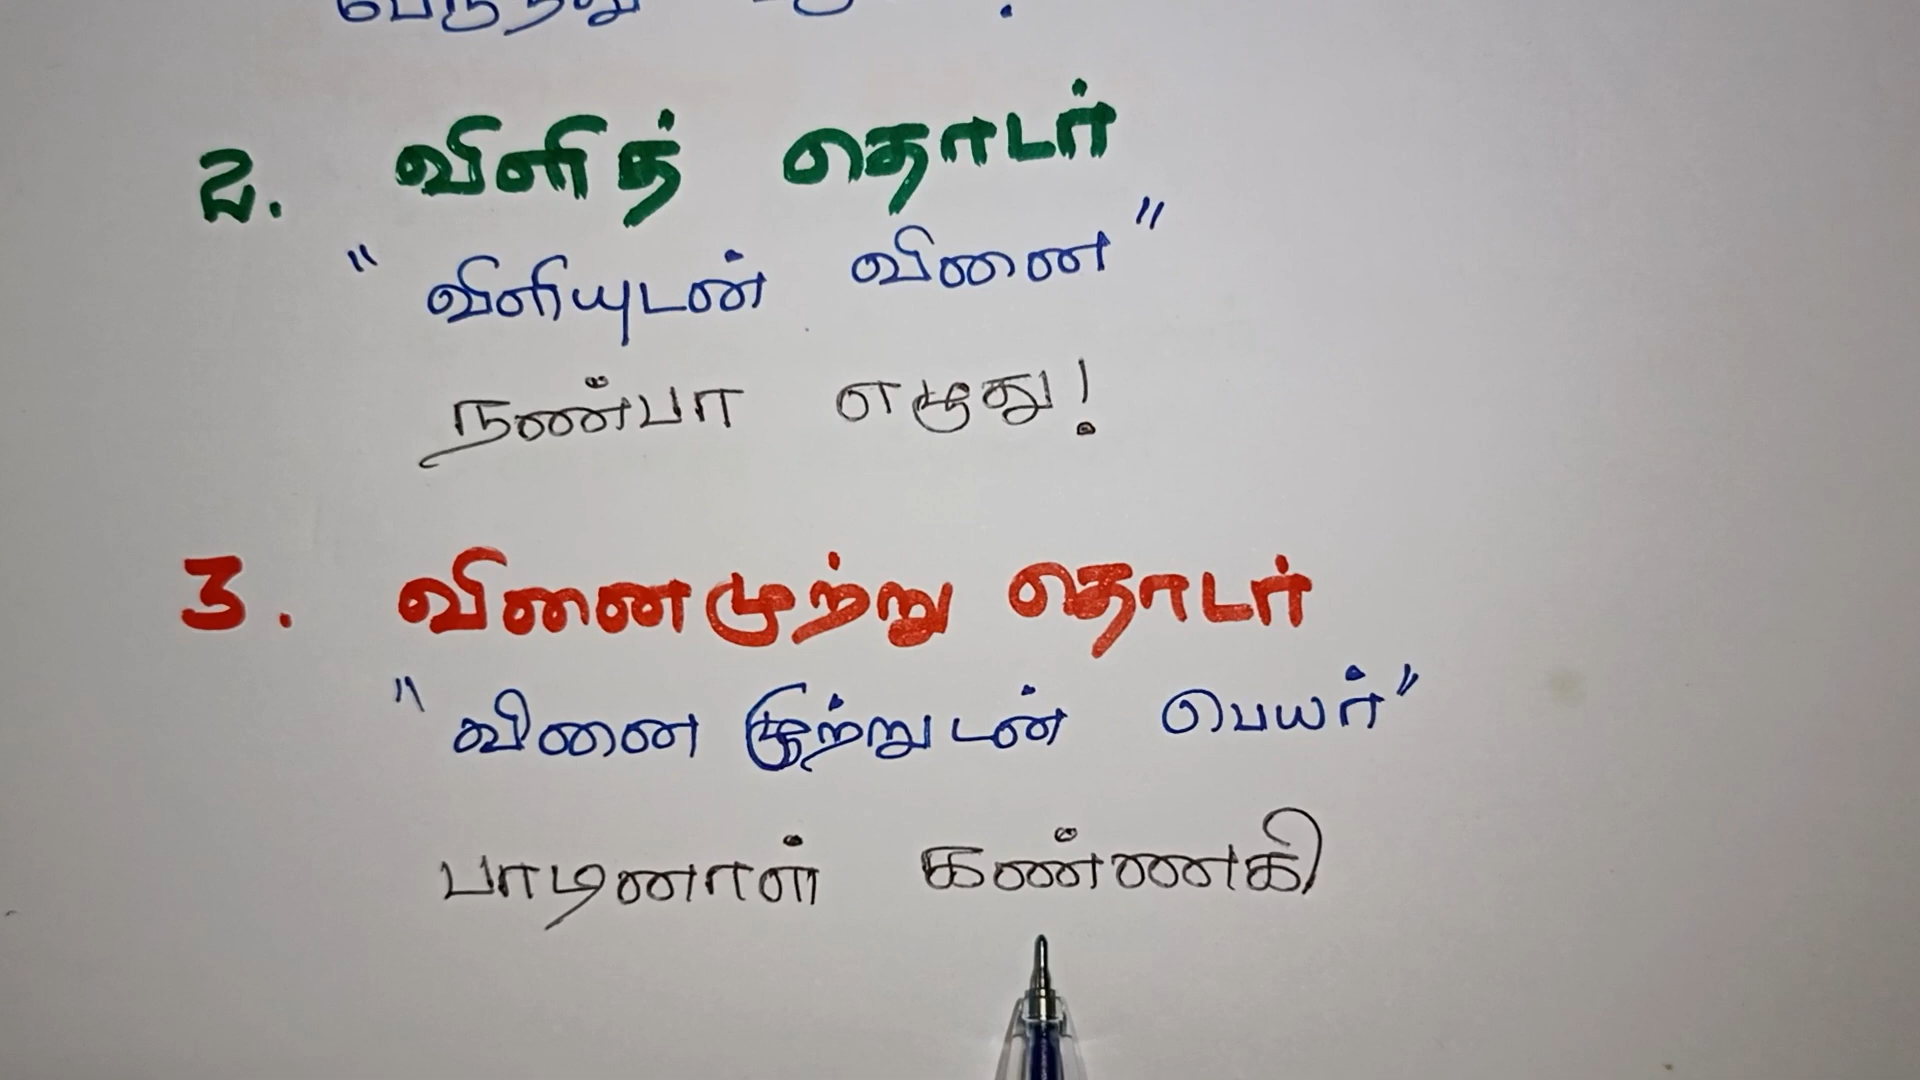 2. விளித் தொடர்
" விளியுடன் வினை "
நண்பா எழுது!
3. வினைமுற்று தொடர்
" வினை முற்றுடன் பெயர் "
பாடினாள் கண்ணகி